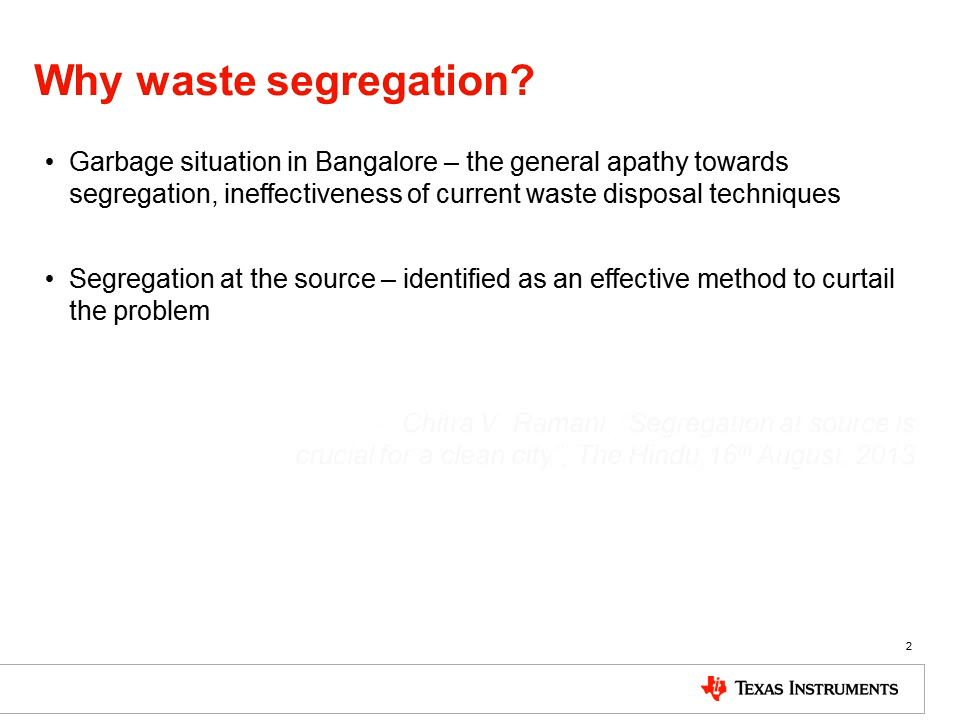 Why waste segregation?
• Garbage situation in Bangalore – the general apathy towards
segregation, ineffectiveness of current waste disposal techniques
• Segregation at the source – identified as an effective method to curtail
the problem
- Chitra V. Ramani, “Segregation at source is
crucial for a clean city”, The Hindu,16th August, 2013
2
TEXAS INSTRUMENTS